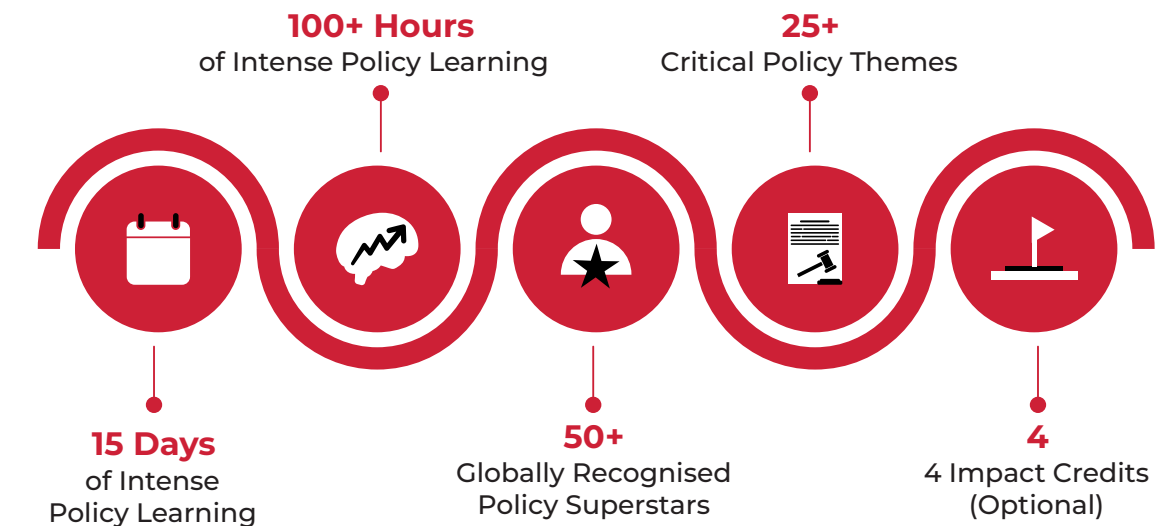 100+ Hours
of Intense Policy Learning
25+
Critical Policy Themes
15 Days
of Intense
Policy Learning
50+
Globally Recognised
Policy Superstars
4
4 Impact Credits
(Optional)